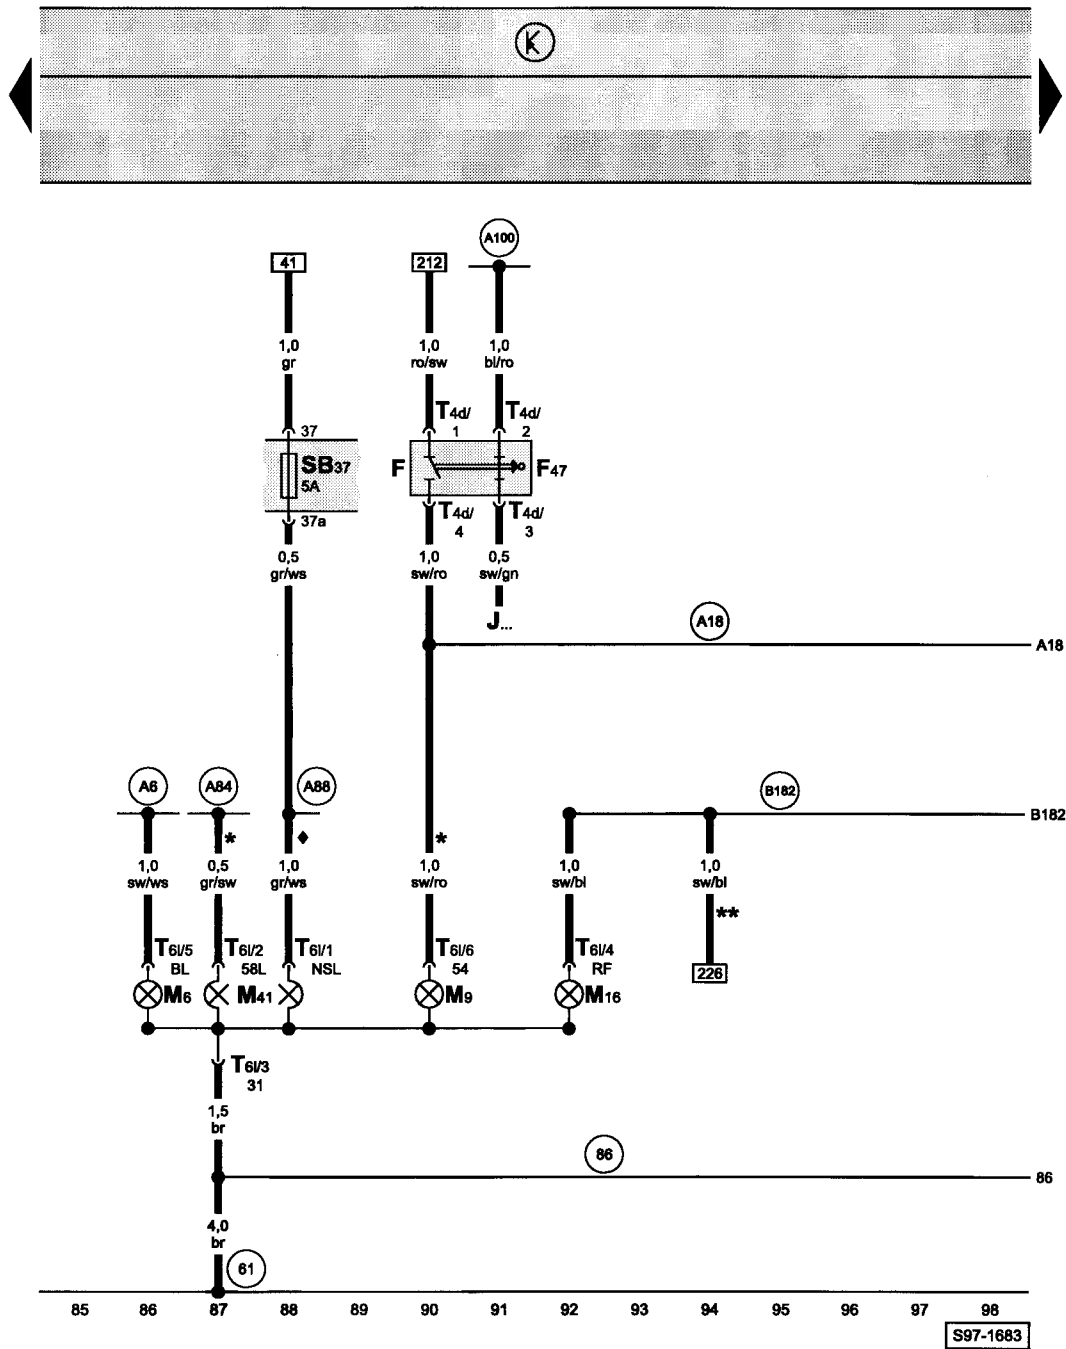 K
A100
41
212
1,0
gr
1,0
ro/sw
1,0
bl/ro
T4d/
1
T4d/
2
37
SB37
5A
F
F47
37a
T4d/
4
T4d/
3
0,5
gr/ws
1,0
sw/ro
0,5
sw/gn
J...
A18
A18
A6
A84
A88
B182
B182
*
♦
*
1,0
sw/ws
0,5
gr/sw
1,0
gr/ws
1,0
sw/ro
1,0
sw/bl
1,0
sw/bl
**
T6l/5
BL
T6l/2
58L
T6l/1
NSL
T6l/6
54
T6l/4
RF
226
M6
M41
M9
M16
T6l/3
31
1,5
br
86
86
4,0
br
61
85 86 87 88 89 90 91 92 93 94 95 96 97 98
S97-1683